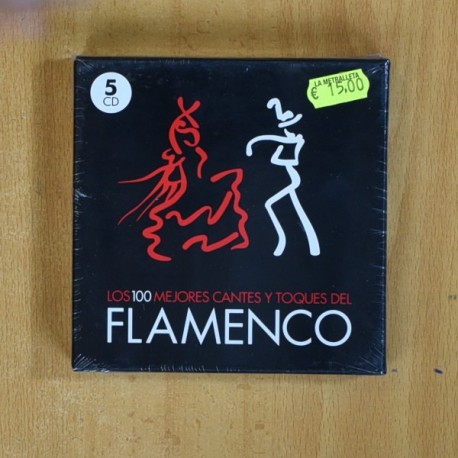 5
CD
LA METRALLETA
€ 15,00
LOS 100 MEJORES CANTES Y TOQUES DEL
FLAMENCO